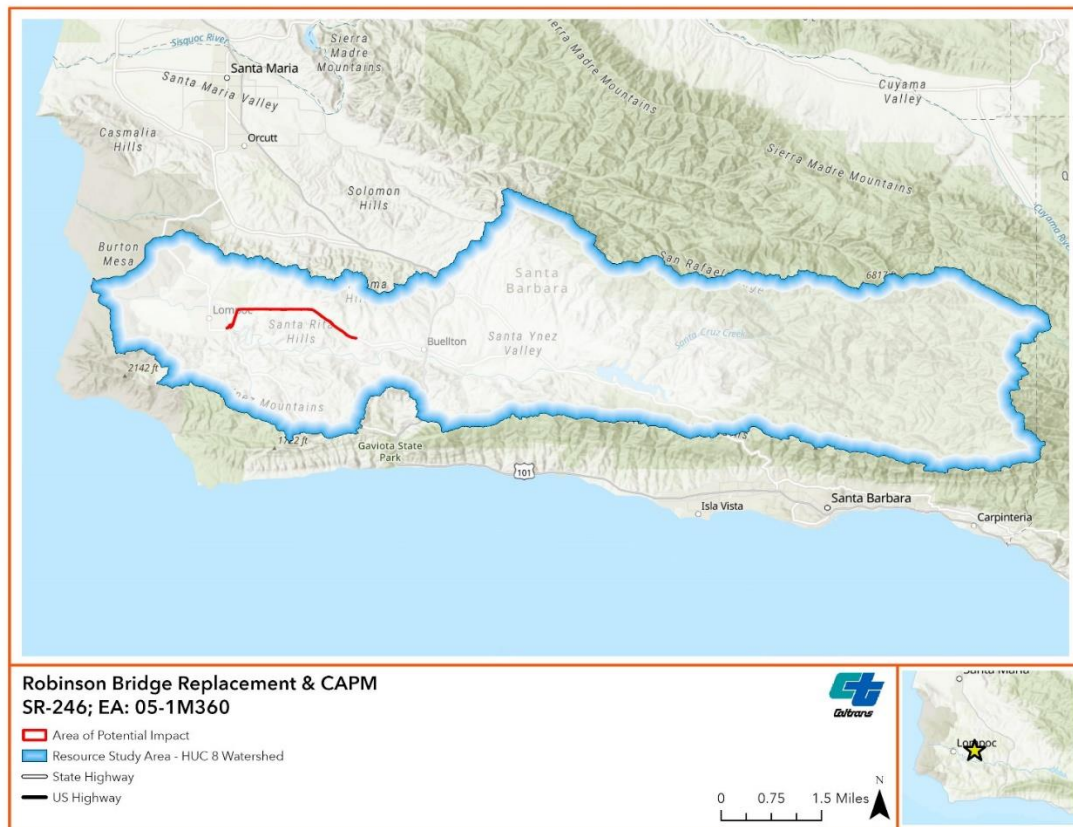 Sisquoc River
Sierra
Madre
Mountains
Sierra Madre Mountains
Santa Maria
Santa Maria Valley
Cuyama
Valley
Orcutt
Casmalia
Hills
Sierra Madre Mountains
Solomon
Hills
Cuyama River
Burton
Mesa
San Rafael
6817 ft
Santa
Barbara
Lompoc
Santa Rita
Hills
Santa Ynez
Valley
Santa Cruz Creek
Buellton
2142 ft
Mountains
Gaviota State
Park
101
Santa Barbara
Isla Vista
Carpinteria
Robinson Bridge Replacement & CAPM
SR-246; EA: 05-1M360
Area of Potential Impact
Resource Study Area - HUC 8 Watershed
State Highway
US Highway
Caltrans
N
0 0.75 1.5 Miles
Santa Maria
Lompoc